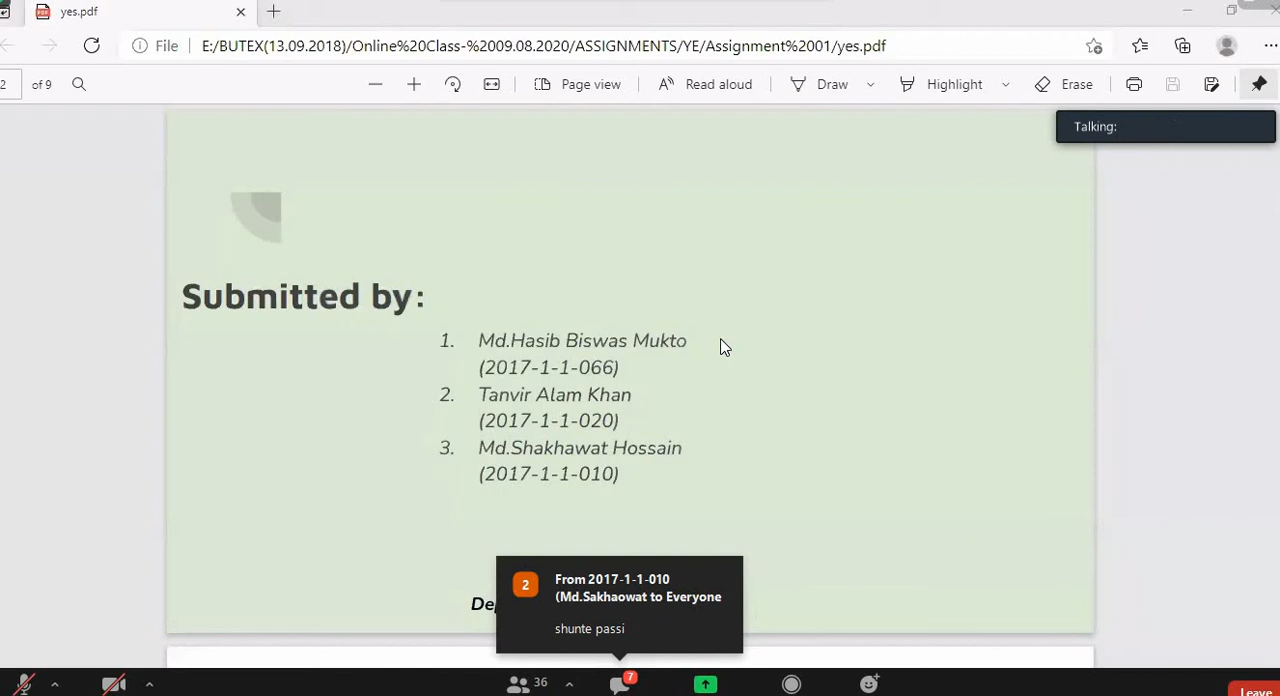 yes.pdf
File
E:/BUTEX(13.09.2018)/Online%20Class-%2009.08.2020/ASSIGNMENTS/YE/Assignment%2001/yes.pdf
2 of 9
Page view
Read aloud
Draw
Highlight
Erase
Talking:
Submitted by:
1. Md.Hasib Biswas Mukto
(2017-1-1-066)
2. Tanvir Alam Khan
(2017-1-1-020)
3. Md.Shakhawat Hossain
(2017-1-1-010)
2
From 2017-1-1-010
(Md.Sakhaowat to Everyone
shunte passi
36
7
Leave